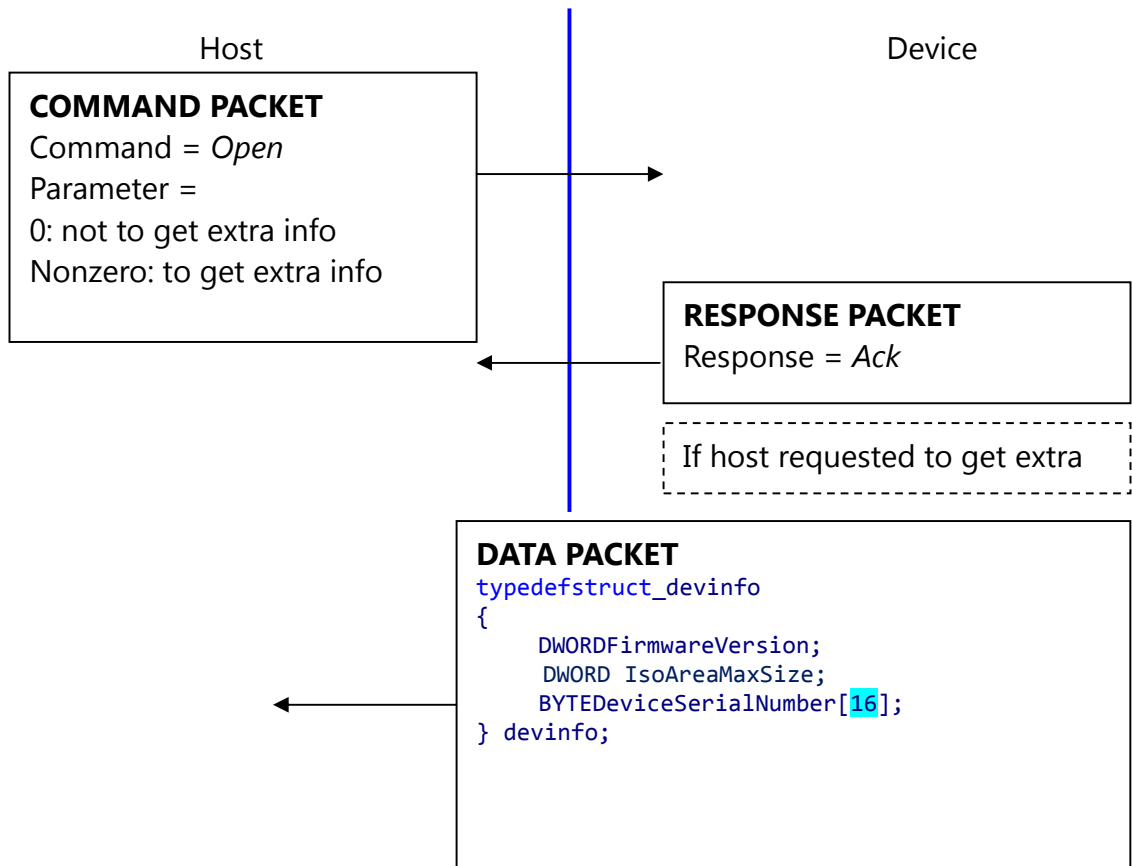 Host
Device
COMMAND PACKET
Command = Open
Parameter =
0: not to get extra info
Nonzero: to get extra info
RESPONSE PACKET
Response = Ack
If host requested to get extra
DATA PACKET
typedefstruct_devinfo
{
DWORDFirmwareVersion;
DWORD IsoAreaMaxSize;
BYTEDeviceSerialNumber[16];
} devinfo;